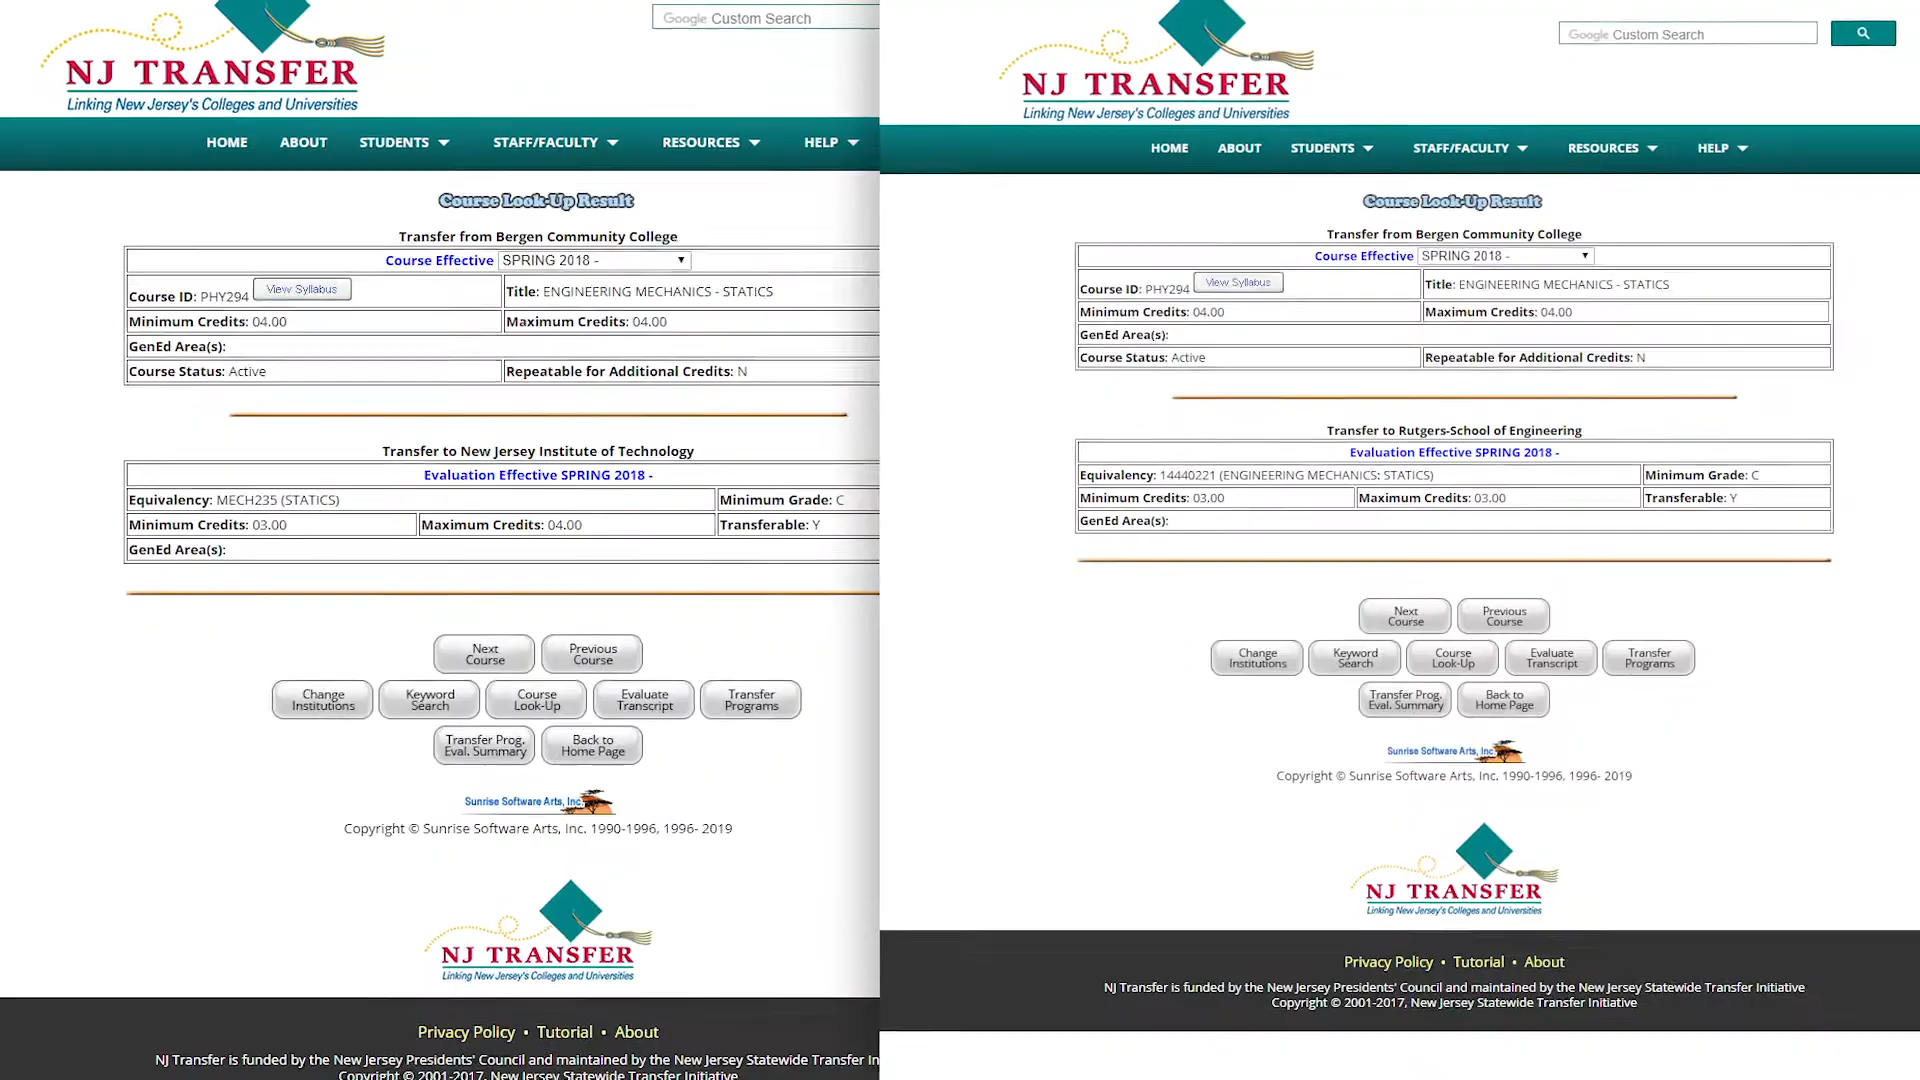 Google Custom Search
NJ TRANSFER
Linking New Jersey's Colleges and Universities
HOME ABOUT STUDENTS STAFF/FACULTY RESOURCES HELP
Course Look-Up Result
Transfer from Bergen Community College
Course Effective SPRING 2018 -
Course ID: PHY294 View Syllabus Title: ENGINEERING MECHANICS - STATICS
Minimum Credits: 04.00 Maximum Credits: 04.00
GenEd Area(s):
Course Status: Active Repeatable for Additional Credits: N
Transfer to New Jersey Institute of Technology
Evaluation Effective SPRING 2018 -
Equivalency: MECH235 (STATICS) Minimum Grade: C
Minimum Credits: 03.00 Maximum Credits: 04.00 Transferable: Y
GenEd Area(s):
Next Course Previous Course
Change Institutions Keyword Search Course Look-Up Evaluate Transcript Transfer Programs
Transfer Prog. Eval. Summary Back to Home Page
Sunrise Software Arts, Inc.
Copyright © Sunrise Software Arts, Inc. 1990-1996, 1996- 2019
NJ TRANSFER
Linking New Jersey's Colleges and Universities
Privacy Policy • Tutorial • About
NJ Transfer is funded by the New Jersey Presidents' Council and maintained by the New Jersey Statewide Transfer In
Copyright © 2001-2017, New Jersey Statewide Transfer Initiative
Google Custom Search
NJ TRANSFER
Linking New Jersey's Colleges and Universities
HOME ABOUT STUDENTS STAFF/FACULTY RESOURCES HELP
Course Look-Up Result
Transfer from Bergen Community College
Course Effective SPRING 2018 -
Course ID: PHY294 View Syllabus Title: ENGINEERING MECHANICS - STATICS
Minimum Credits: 04.00 Maximum Credits: 04.00
GenEd Area(s):
Course Status: Active Repeatable for Additional Credits: N
Transfer to Rutgers-School of Engineering
Evaluation Effective SPRING 2018 -
Equivalency: 14440221 (ENGINEERING MECHANICS: STATICS) Minimum Grade: C
Minimum Credits: 03.00 Maximum Credits: 03.00 Transferable: Y
GenEd Area(s):
Next Course Previous Course
Change Institutions Keyword Search Course Look-Up Evaluate Transcript Transfer Programs
Transfer Prog. Eval. Summary Back to Home Page
Sunrise Software Arts, Inc.
Copyright © Sunrise Software Arts, Inc. 1990-1996, 1996- 2019
NJ TRANSFER
Linking New Jersey's Colleges and Universities
Privacy Policy • Tutorial • About
NJ Transfer is funded by the New Jersey Presidents' Council and maintained by the New Jersey Statewide Transfer Initiative
Copyright © 2001-2017, New Jersey Statewide Transfer Initiative